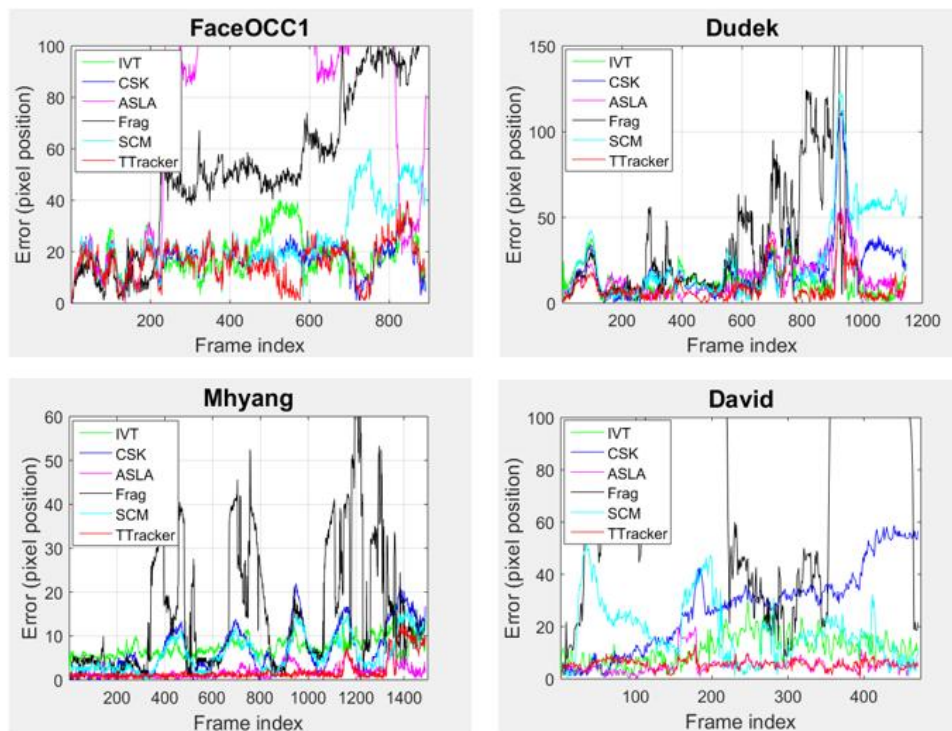 FaceOCC1
100
80
60
40
20
0
Error (pixel position)
IVT
CSK
ASLA
Frag
SCM
TTracker
200 400 600 800
Frame index
Dudek
150
100
50
0
Error (pixel position)
IVT
CSK
ASLA
Frag
SCM
TTracker
200 400 600 800 1000 1200
Frame index
Mhyang
60
50
40
30
20
10
0
Error (pixel position)
IVT
CSK
ASLA
Frag
SCM
TTracker
200 400 600 800 1000 1200 1400
Frame index
David
100
80
60
40
20
0
Error (pixel position)
IVT
CSK
ASLA
Frag
SCM
TTracker
100 200 300 400
Frame index